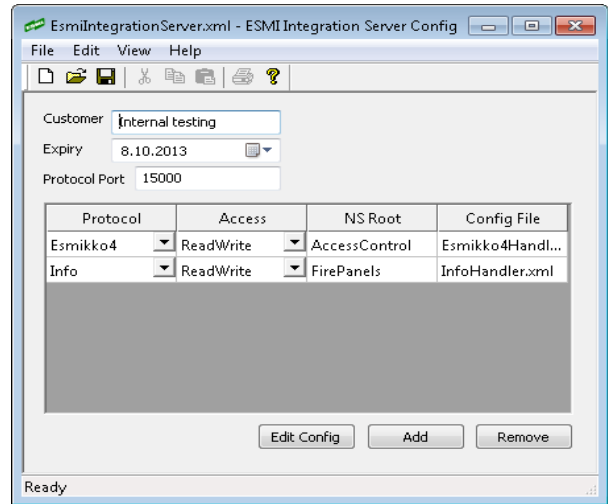 EsmiIntegrationServer.xml - ESMI Integration Server Config
File Edit View Help
Customer Internal testing
Expiry 8.10.2013
Protocol Port 15000
Protocol Access NS Root Config File
Esmikko4 ReadWrite AccessControl Esmikko4Handl...
Info ReadWrite FirePanels InfoHandler.xml
Edit Config Add Remove
Ready